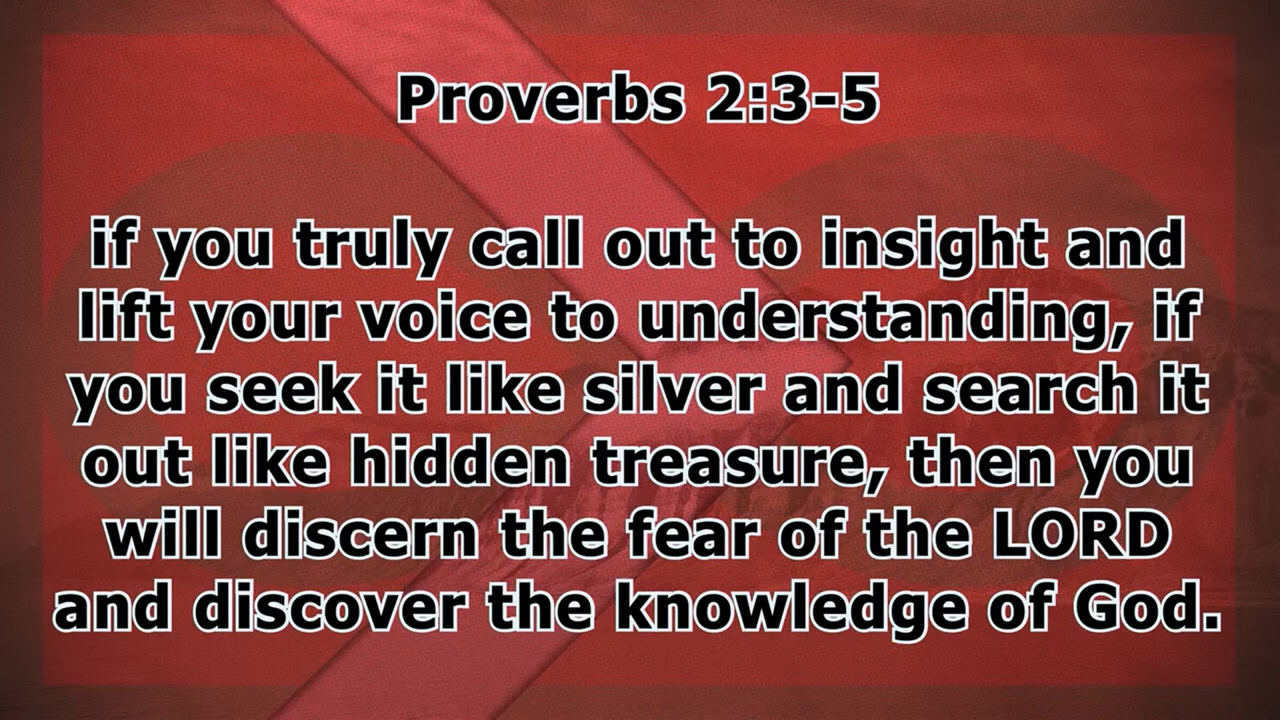 Proverbs 2:3-5
if you truly call out to insight and
lift your voice to understanding, if
you seek it like silver and search it
out like hidden treasure, then you
will discern the fear of the LORD
and discover the knowledge of God.